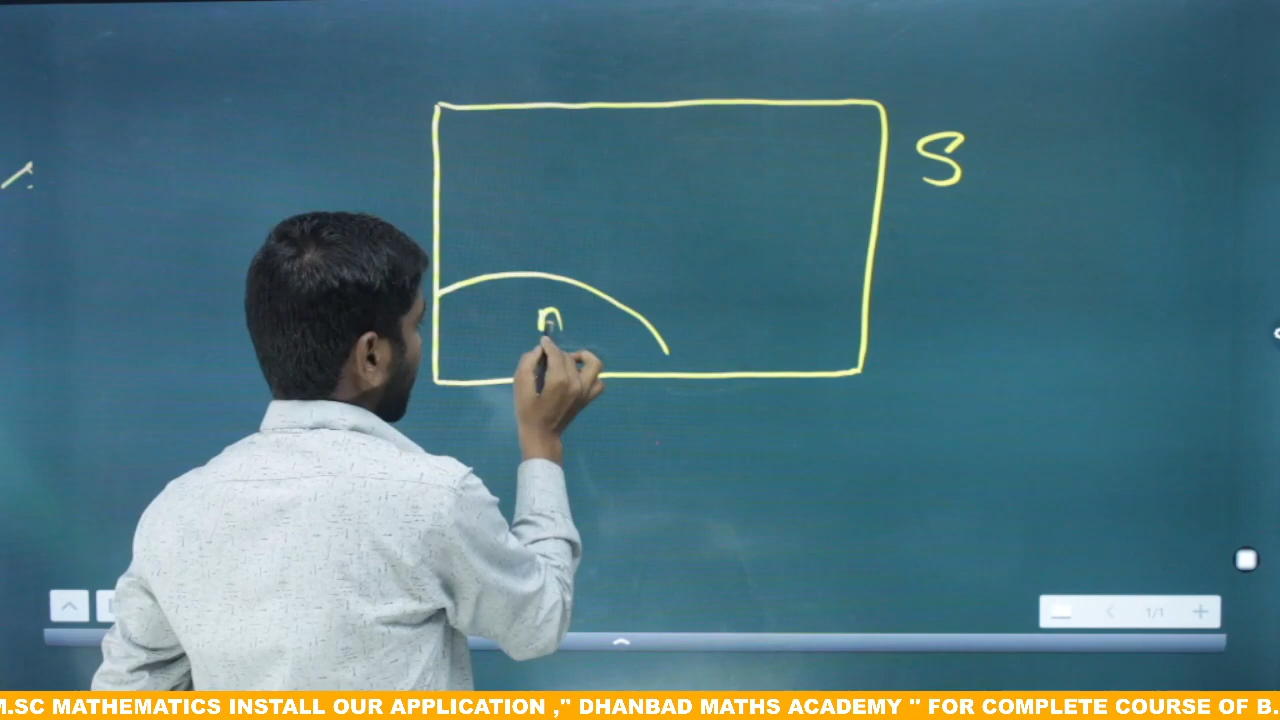 S
n
1/1
M.SC MATHEMATICS INSTALL OUR APPLICATION ," DHANBAD MATHS ACADEMY " FOR COMPLETE COURSE OF B.